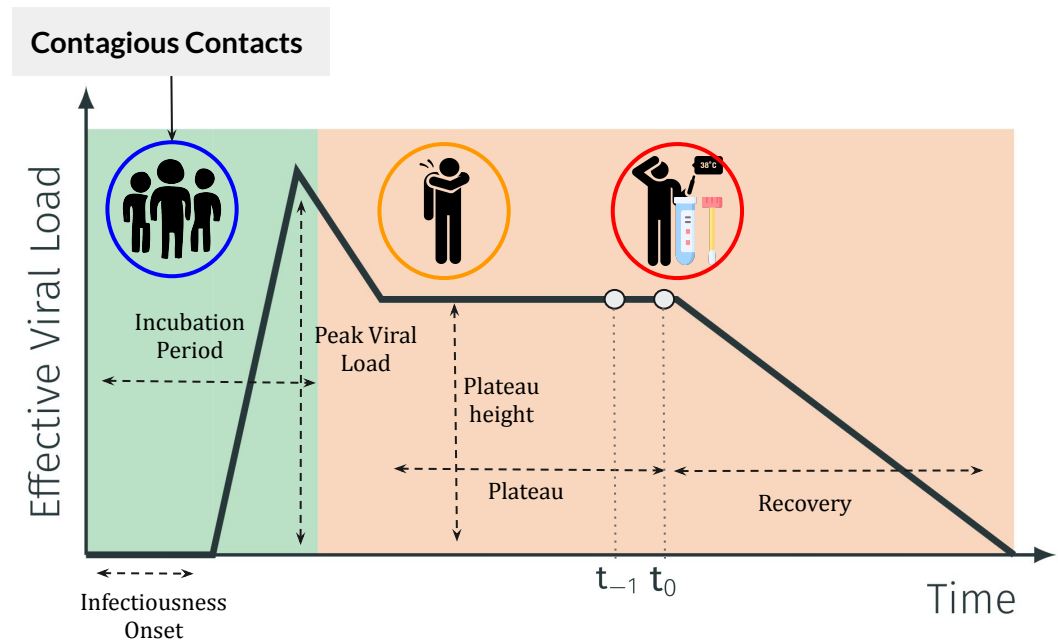 Contagious Contacts
Effective Viral Load
38°C
Incubation
Period
Peak Viral
Load
Plateau
height
Plateau
Recovery
t₋₁ t₀
Time
Infectiousness
Onset